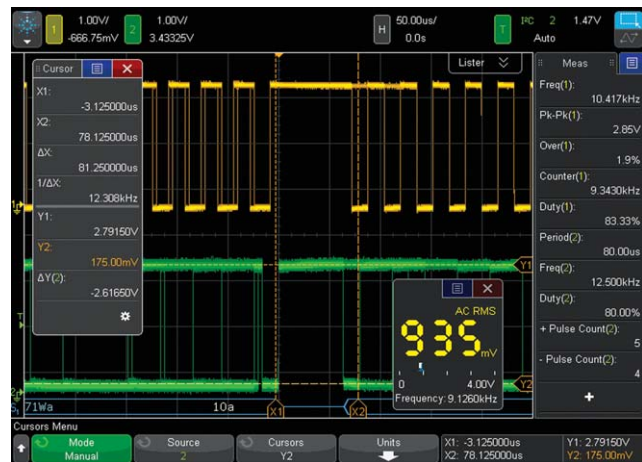 1 1.00V/ -666.75mV
2 1.00V/ 3.43325V
H 50.00us/ 0.0s
T I²C 2 1.47V Auto
Cursor
X1:
-3.125000us
X2:
78.125000us
ΔX:
81.250000us
1/ΔX:
12.308kHz
Y1:
2.79150V
Y2:
175.00mV
ΔY(2):
-2.61650V
Lister
Meas
Freq(1):
10.417kHz
Pk-Pk(1):
2.85V
Over(1):
1.9%
Counter(1):
9.3430kHz
Duty(1):
83.33%
Period(2):
80.00us
Freq(2):
12.500kHz
Duty(2):
80.00%
+ Pulse Count(2):
5
- Pulse Count(2):
4
+
Y1
AC RMS
935 mV
0 4.00V
Frequency: 9.1260kHz
Y2
T
S₁ 71Wa 10a X1 X2
Cursors Menu
Mode Manual
Source 2
Cursors Y2
Units
X1: -3.125000us
X2: 78.125000us
Y1: 2.79150V
Y2: 175.00mV